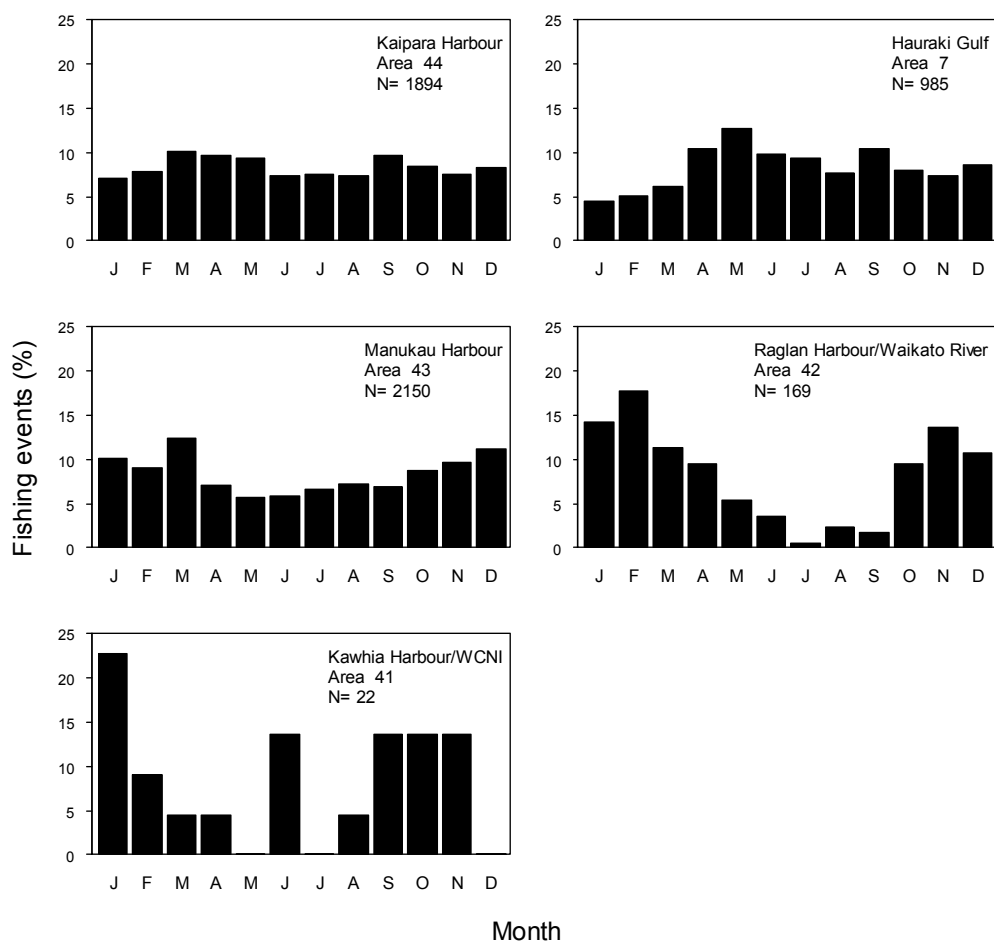 25
20
15
10
5
0
Kaipara Harbour
Area 44
N= 1894
J F M A M J J A S O N D
25
20
15
10
5
0
Hauraki Gulf
Area 7
N= 985
J F M A M J J A S O N D
Fishing events (%)
25
20
15
10
5
0
Manukau Harbour
Area 43
N= 2150
J F M A M J J A S O N D
25
20
15
10
5
0
Raglan Harbour/Waikato River
Area 42
N= 169
J F M A M J J A S O N D
25
20
15
10
5
0
Kawhia Harbour/WCNI
Area 41
N= 22
J F M A M J J A S O N D
Month